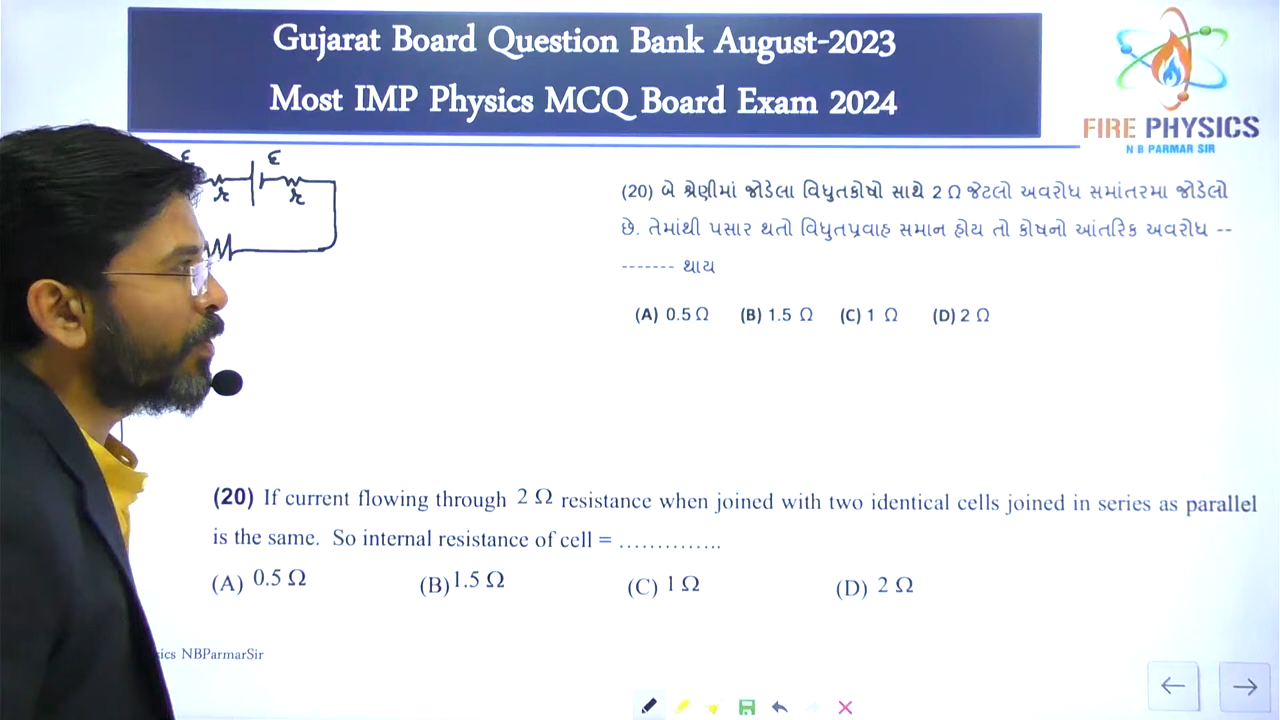 Gujarat Board Question Bank August-2023
Most IMP Physics MCQ Board Exam 2024
FIRE PHYSICS
N B PARMAR SIR
ε ε
r r
(20) બે શ્રેણીમાં જોડેલા વિધુતકોષો સાથે 2 Ω જેટલો અવરોધ સમાંતરમા જોડેલો
છે. તેમાંથી પસાર થતો વિધુતપ્રવાહ સમાન હોય તો કોષનો આંતરિક અવરોધ --
------- થાય
(A) 0.5 Ω (B) 1.5 Ω (C) 1 Ω (D) 2 Ω
(20) If current flowing through 2 Ω resistance when joined with two identical cells joined in series as parallel
is the same. So internal resistance of cell = …………..
(A) 0.5 Ω (B) 1.5 Ω (C) 1 Ω (D) 2 Ω
ics NBParmarSir